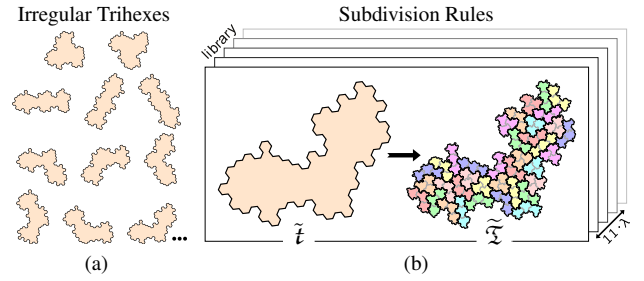 Irregular Trihexes
Subdivision Rules
library
11·λ
(a)
(b)